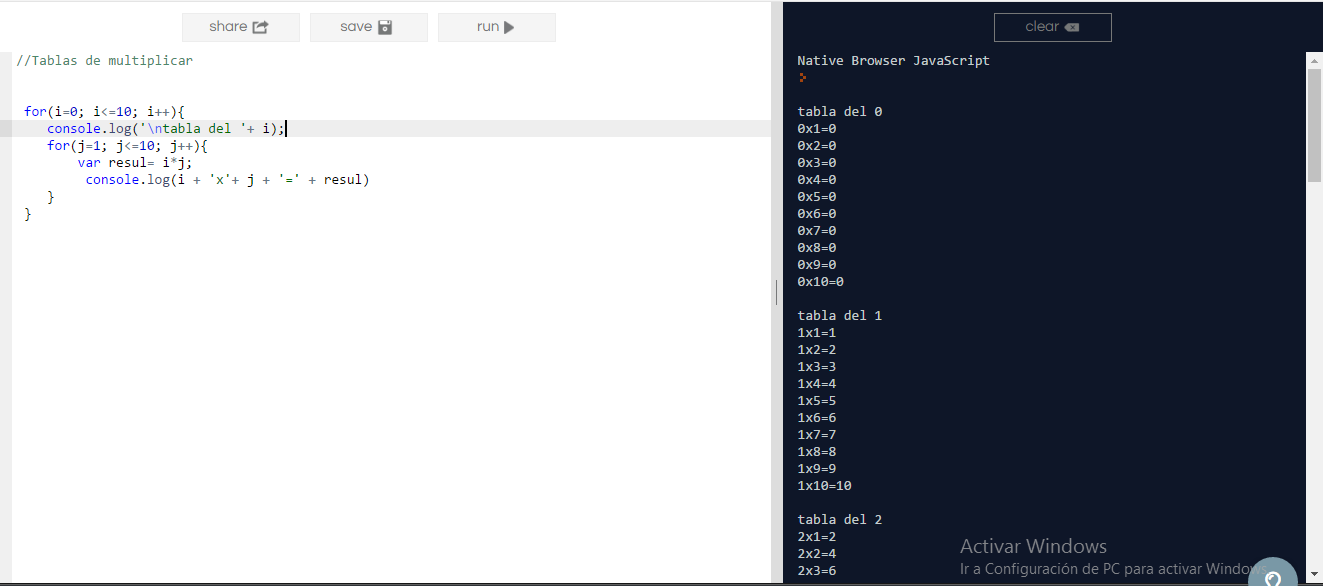 share
save
run
clear
//Tablas de multiplicar
for(i=0; i<=10; i++){
console.log('\ntabla del '+ i);
for(j=1; j<=10; j++){
var resul= i*j;
console.log(i + 'x'+ j + '=' + resul)
}
}
Native Browser JavaScript
tabla del 0
0x1=0
0x2=0
0x3=0
0x4=0
0x5=0
0x6=0
0x7=0
0x8=0
0x9=0
0x10=0
tabla del 1
1x1=1
1x2=2
1x3=3
1x4=4
1x5=5
1x6=6
1x7=7
1x8=8
1x9=9
1x10=10
tabla del 2
2x1=2
2x2=4
2x3=6
Activar Windows
Ir a Configuración de PC para activar Windows